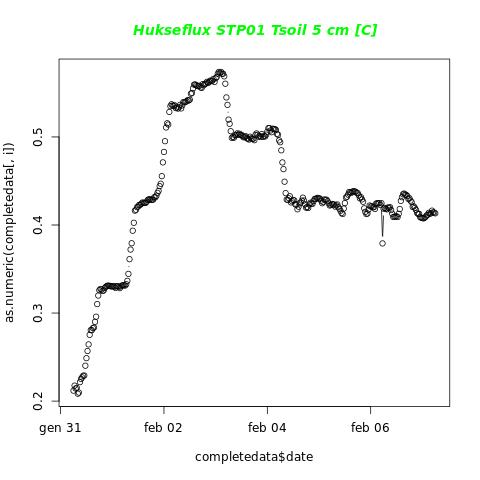 Hukseflux STP01 Tsoil 5 cm [C]
as.numeric(completedata[, i])
0.5
0.4
0.3
0.2
gen 31
feb 02
feb 04
feb 06
completedata$date